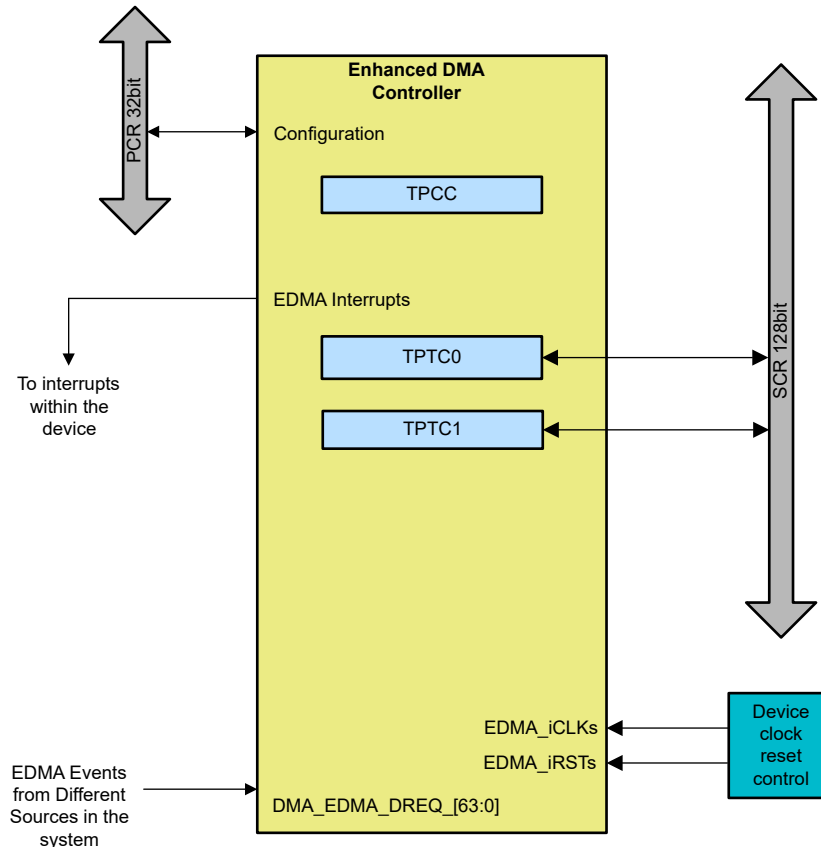 Enhanced DMA
Controller
PCR 32bit
Configuration
TPCC
EDMA Interrupts
TPTC0
To interrupts
within the
device
TPTC1
SCR 128bit
EDMA_iCLKs
EDMA_iRSTs
Device
clock
reset
control
EDMA Events
from Different
Sources in the
system
DMA_EDMA_DREQ_[63:0]